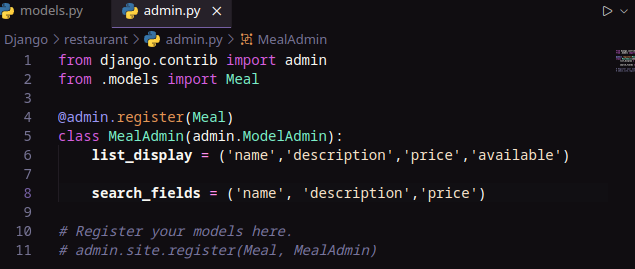 models.py
admin.py
Django > restaurant > admin.py > MealAdmin
1 from django.contrib import admin
2 from .models import Meal
3
4 @admin.register(Meal)
5 class MealAdmin(admin.ModelAdmin):
6     list_display = ('name','description','price','available')
7
8     search_fields = ('name', 'description','price')
9
10 # Register your models here.
11 # admin.site.register(Meal, MealAdmin)